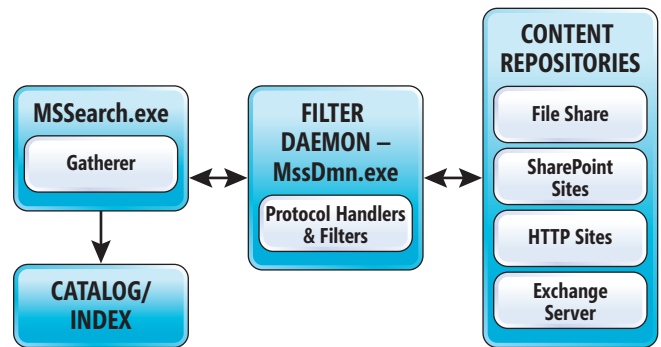 MSSearch.exe
Gatherer
CATALOG/
INDEX
FILTER
DAEMON –
MssDmn.exe
Protocol Handlers
& Filters
CONTENT
REPOSITORIES
File Share
SharePoint
Sites
HTTP Sites
Exchange
Server